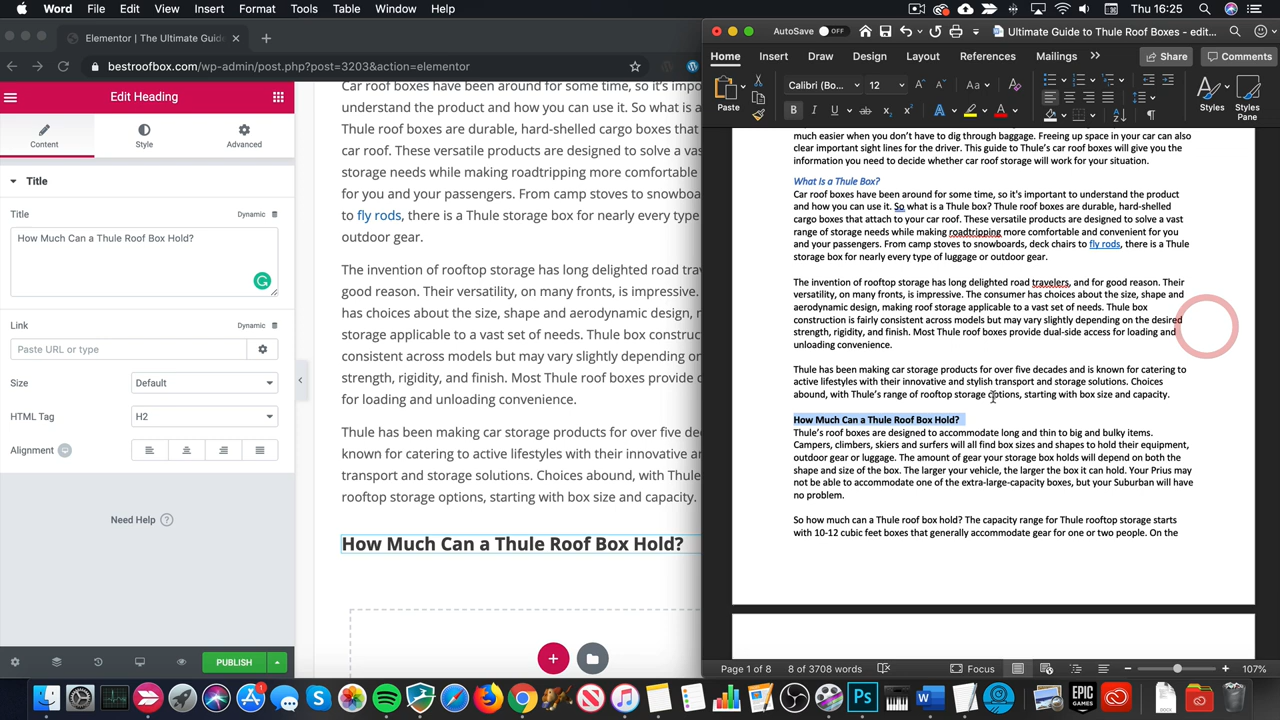 Word File Edit View Insert Format Tools Table Window Help Thu 16:25
Elementor | The Ultimate Guide
bestroofbox.com/wp-admin/post.php?post=3203&action=elementor
Edit Heading
Content Style Advanced
Title
Title Dynamic
How Much Can a Thule Roof Box Hold?
Link Dynamic
Paste URL or type
Size Default
HTML Tag H2
Alignment
Need Help
PUBLISH
Car roof boxes have been around for some time, so it's import
understand the product and how you can use it. So what is a
Thule roof boxes are durable, hard-shelled cargo boxes that
car roof. These versatile products are designed to solve a vast
storage needs while making roadtripping more comfortable
for you and your passengers. From camp stoves to snowboa
to fly rods, there is a Thule storage box for nearly every type
outdoor gear.
The invention of rooftop storage has long delighted road tra
good reason. Their versatility, on many fronts, is impressive.
has choices about the size, shape and aerodynamic design,
storage applicable to a vast set of needs. Thule box construc
consistent across models but may vary slightly depending or
strength, rigidity, and finish. Most Thule roof boxes provide
for loading and unloading convenience.
Thule has been making car storage products for over five dec
known for catering to active lifestyles with their innovative a
transport and storage solutions. Choices abound, with Thule
rooftop storage options, starting with box size and capacity.
How Much Can a Thule Roof Box Hold?
AutoSave OFF Ultimate Guide to Thule Roof Boxes - edit...
Home Insert Draw Design Layout References Mailings Share Comments
Paste Calibri (Bo... 12 Styles Styles Pane
much easier when you don't have to dig through baggage. Freeing up space in your car can also
clear important sight lines for the driver. This guide to Thule's car roof boxes will give you the
information you need to decide whether car roof storage will work for your situation.
What Is a Thule Box?
Car roof boxes have been around for some time, so it's important to understand the product
and how you can use it. So what is a Thule box? Thule roof boxes are durable, hard-shelled
cargo boxes that attach to your car roof. These versatile products are designed to solve a vast
range of storage needs while making roadtripping more comfortable and convenient for you
and your passengers. From camp stoves to snowboards, deck chairs to fly rods, there is a Thule
storage box for nearly every type of luggage or outdoor gear.
The invention of rooftop storage has long delighted road travelers, and for good reason. Their
versatility, on many fronts, is impressive. The consumer has choices about the size, shape and
aerodynamic design, making roof storage applicable to a vast set of needs. Thule box
construction is fairly consistent across models but may vary slightly depending on the desired
strength, rigidity, and finish. Most Thule roof boxes provide dual-side access for loading and
unloading convenience.
Thule has been making car storage products for over five decades and is known for catering to
active lifestyles with their innovative and stylish transport and storage solutions. Choices
abound, with Thule's range of rooftop storage options, starting with box size and capacity.
How Much Can a Thule Roof Box Hold?
Thule's roof boxes are designed to accommodate long and thin to big and bulky items.
Campers, climbers, skiers and surfers will all find box sizes and shapes to hold their equipment,
outdoor gear or luggage. The amount of gear your storage box holds will depend on both the
shape and size of the box. The larger your vehicle, the larger the box it can hold. Your Prius may
not be able to accommodate one of the extra-large-capacity boxes, but your Suburban will have
no problem.
So how much can a Thule roof box hold? The capacity range for Thule rooftop storage starts
with 10-12 cubic feet boxes that generally accommodate gear for one or two people. On the
Page 1 of 8 8 of 3708 words Focus 107%